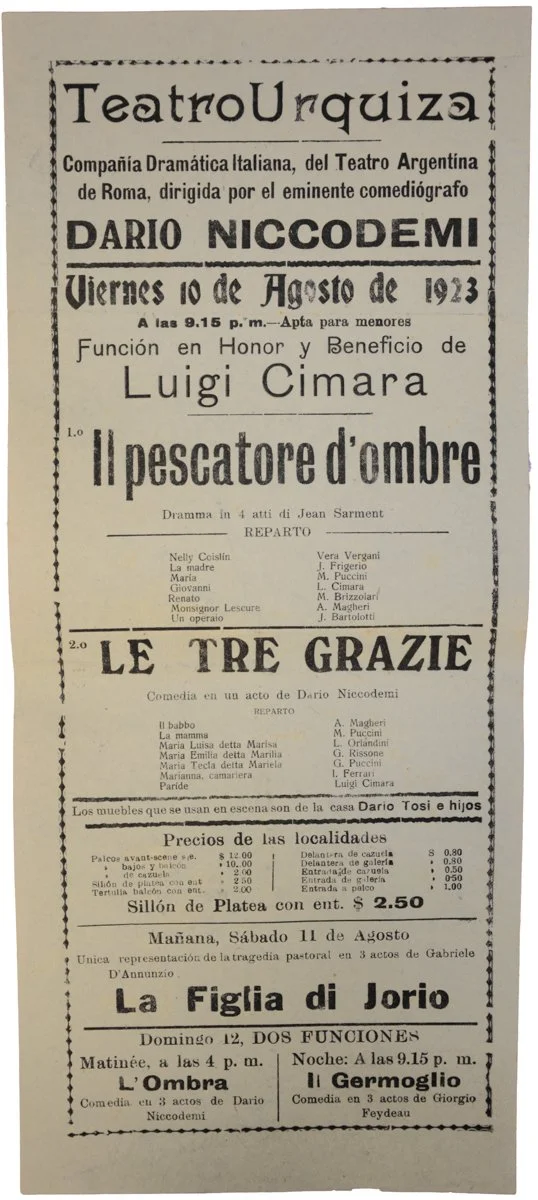 Teatro Urquiza
Compañia Dramática Italiana, del Teatro Argentina
de Roma, dirigida por el eminente comediógrafo
DARIO NICCODEMI
Viernes 10 de Agosto de 1923
A las 9.15 p. m.—Apta para menores
Función en Honor y Beneficio de
Luigi Cimara
1.o Il pescatore d'ombre
Dramma in 4 atti di Jean Sarment
REPARTO
Nelly Coislin Vera Vergani
La madre J. Frigerio
María M. Puccini
Giovanni L. Cimara
Renato M. Brizzolari
Monsignor Lescure A. Magheri
Un operaio J. Bartolotti
2.o LE TRE GRAZIE
Comedia en un acto de Dario Niccodemi
REPARTO
Il babbo A. Magheri
La mamma M. Puccini
Maria Luisa detta Marisa L. Orlandini
Maria Emilia detta Marilia G. Rissone
Maria Tecla detta Mariela G. Puccini
Marianna, camariera I. Ferrari
Paríde Luigi Cimara
Los muebles que se usan en escena son de la casa Dario Tosi e hijos
Precios de las localidades
Palcos avant-scene s/e. $ 12.00 Delantera de cazuela $ 0.80
» bajos y balcón » 10.00 Delantera de galeria » 0.80
» de cazuela » 2.00 Entrada de cazuela » 0.50
Sillón de platea con ent » 2 50 Entrada de galeria » 0.50
Tertulia balcón con ent. » 2.00 Entrada a palco » 1,00
Sillón de Platea con ent. $ 2.50
Mañana, Sábado 11 de Agosto
Unica representación de la tragedia pastoral en 3 actos de Gabriele
D'Annunzio
La Figlia di Jorio
Domingo 12, DOS FUNCIONES
Matinée, a las 4 p. m.
L'Ombra
Comedia en 3 actos de Dario
Niccodemi
Noche: A las 9.15 p. m.
Il Germoglio
Comedia en 3 actos de Giorgio
Feydeau